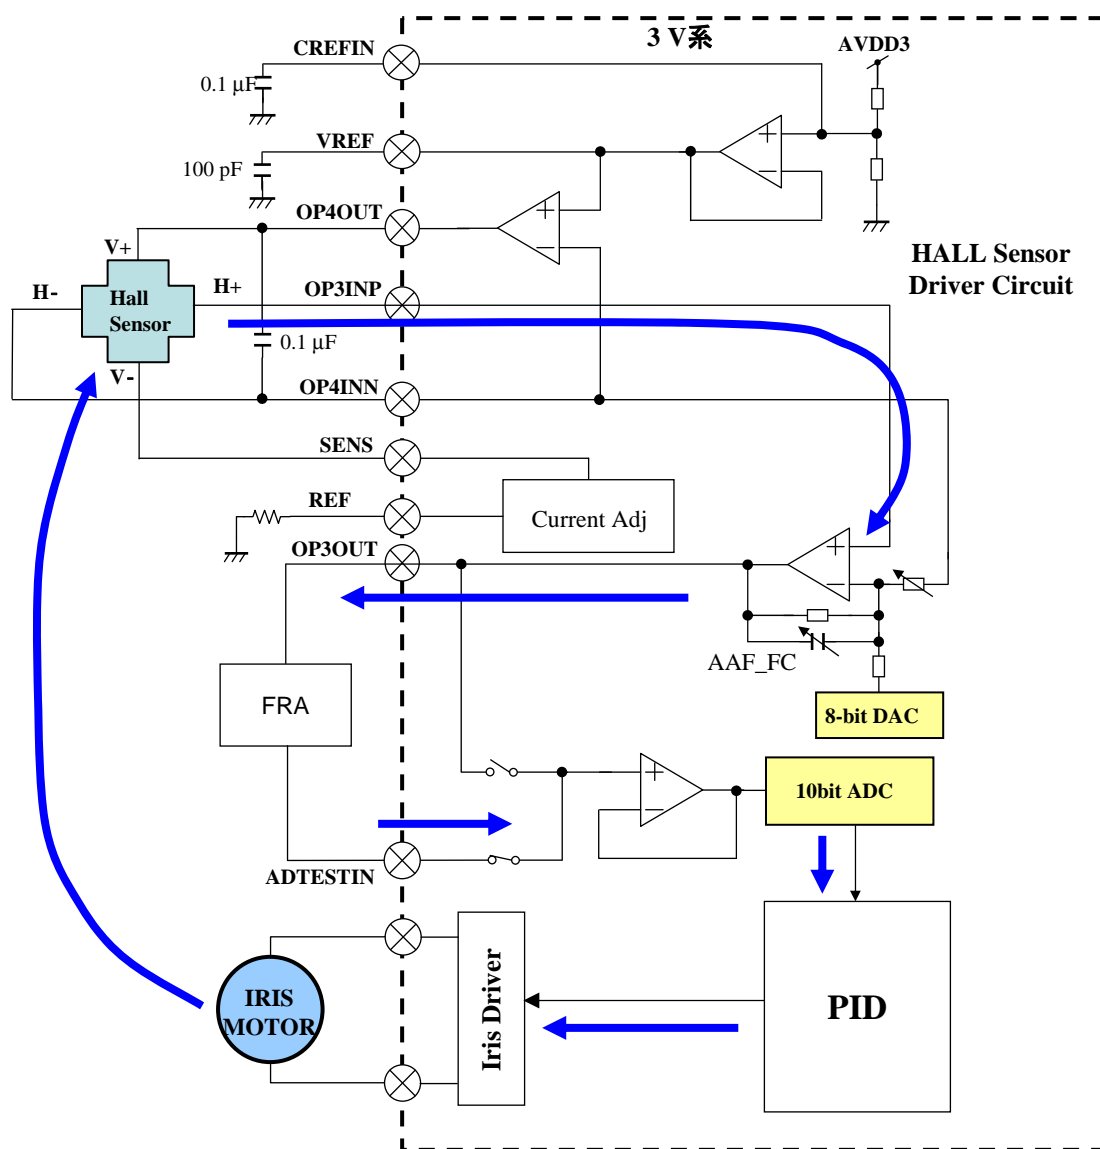 3 V系
CREFIN
AVDD3
0.1 µF
+
−
VREF
100 pF
+
−
OP4OUT
V+
HALL Sensor
Driver Circuit
H-
H+
OP3INP
Hall
Sensor
0.1 µF
V-
OP4INN
SENS
REF
Current Adj
OP3OUT
+
−
AAF_FC
FRA
8-bit DAC
+
−
10bit ADC
ADTESTIN
Iris Driver
IRIS
MOTOR
PID